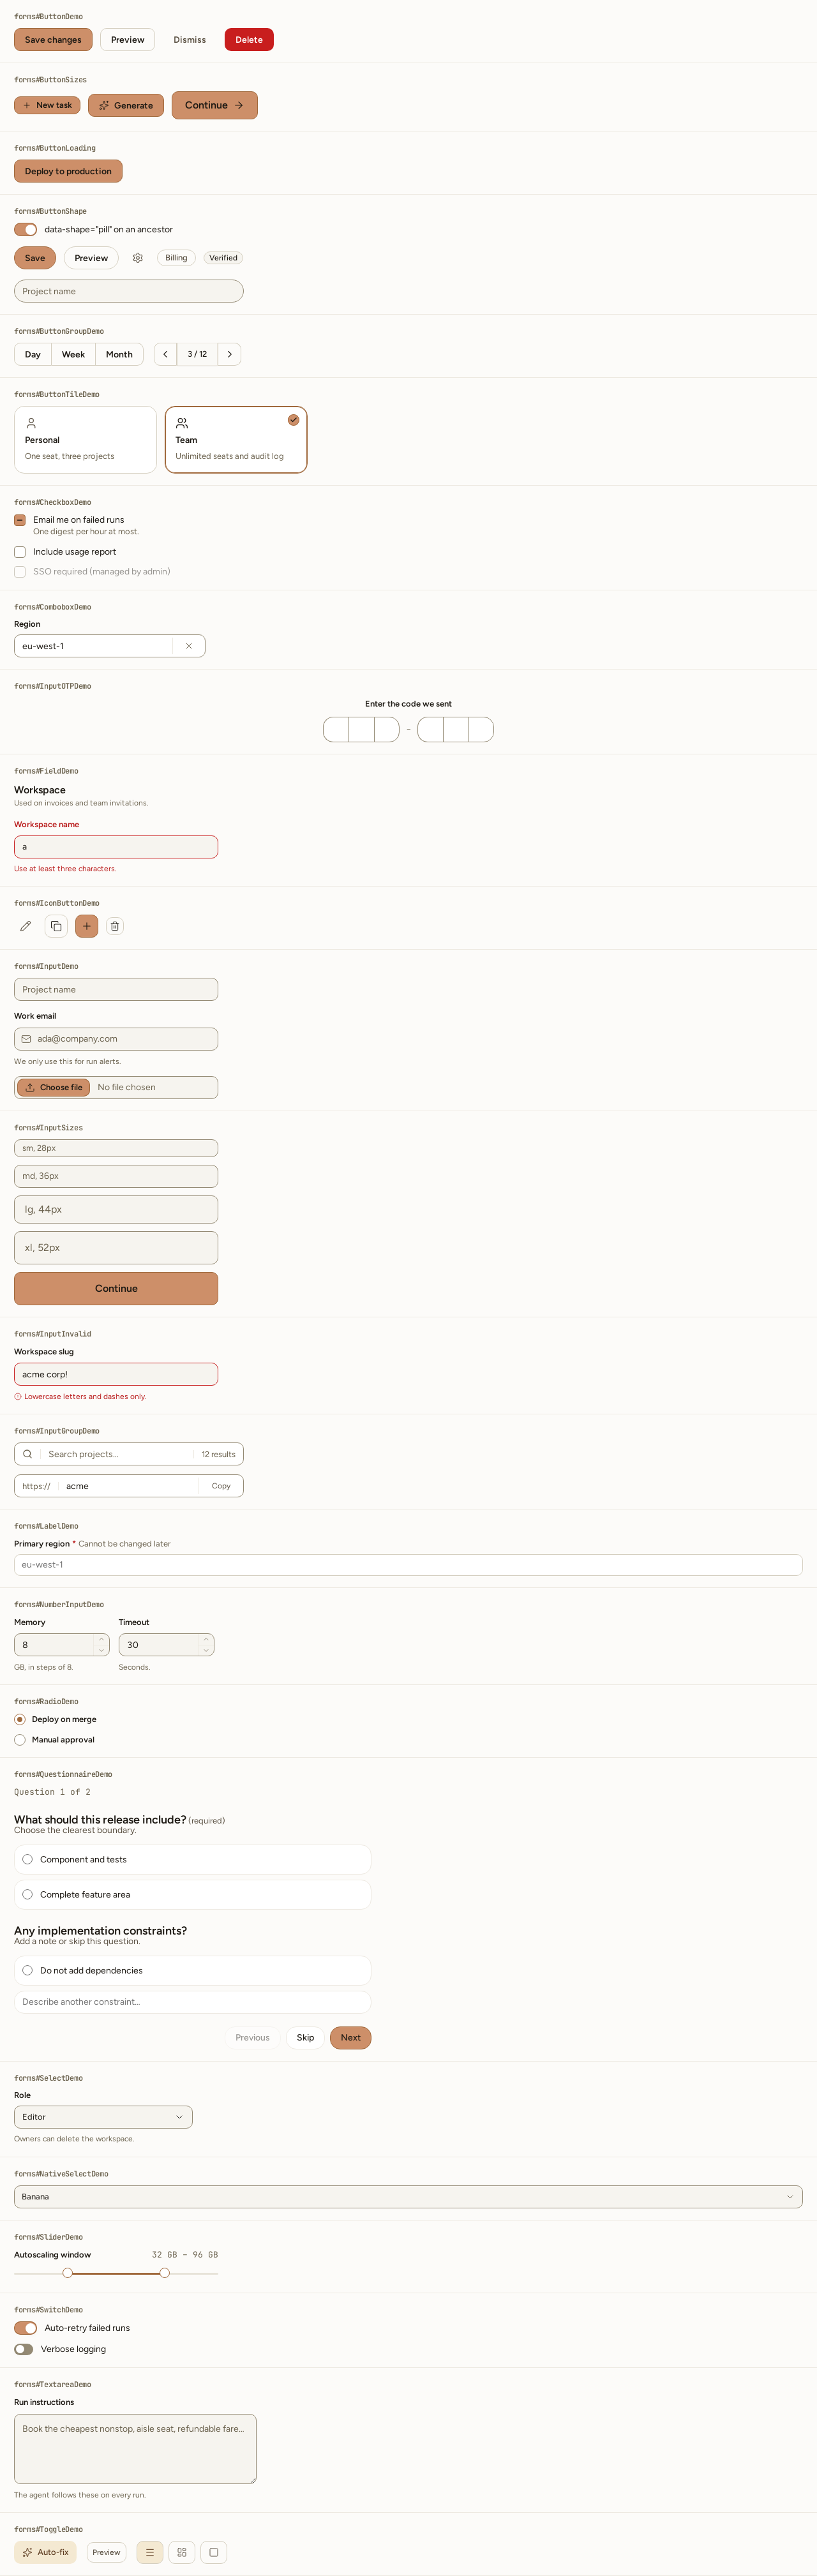 forms#ButtonDemo
Save changes Preview Dismiss Delete
forms#ButtonSizes
New task Generate Continue
forms#ButtonLoading
Deploy to production
forms#ButtonShape
data-shape="pill" on an ancestor
Save Preview Billing Verified
Project name
forms#ButtonGroupDemo
Day Week Month 3 / 12
forms#ButtonTileDemo
Personal Team
One seat, three projects Unlimited seats and audit log
forms#CheckboxDemo
Email me on failed runs
One digest per hour at most.
Include usage report
SSO required (managed by admin)
forms#ComboboxDemo
Region
eu-west-1
forms#InputOTPDemo
Enter the code we sent
-
forms#FieldDemo
Workspace
Used on invoices and team invitations.
Workspace name
a
Use at least three characters.
forms#IconButtonDemo
forms#InputDemo
Project name
Work email
ada@company.com
We only use this for run alerts.
Choose file No file chosen
forms#InputSizes
sm, 28px
md, 36px
lg, 44px
xl, 52px
Continue
forms#InputInvalid
Workspace slug
acme corp!
Lowercase letters and dashes only.
forms#InputGroupDemo
Search projects... 12 results
https:// acme Copy
forms#LabelDemo
Primary region * Cannot be changed later
eu-west-1
forms#NumberInputDemo
Memory Timeout
8 30
GB, in steps of 8. Seconds.
forms#RadioDemo
Deploy on merge
Manual approval
forms#QuestionnaireDemo
Question 1 of 2
What should this release include? (required)
Choose the clearest boundary.
Component and tests
Complete feature area
Any implementation constraints?
Add a note or skip this question.
Do not add dependencies
Describe another constraint...
Previous Skip Next
forms#SelectDemo
Role
Editor
Owners can delete the workspace.
forms#NativeSelectDemo
Banana
forms#SliderDemo
Autoscaling window 32 GB – 96 GB
forms#SwitchDemo
Auto-retry failed runs
Verbose logging
forms#TextareaDemo
Run instructions
Book the cheapest nonstop, aisle seat, refundable fare...
The agent follows these on every run.
forms#ToggleDemo
Auto-fix Preview